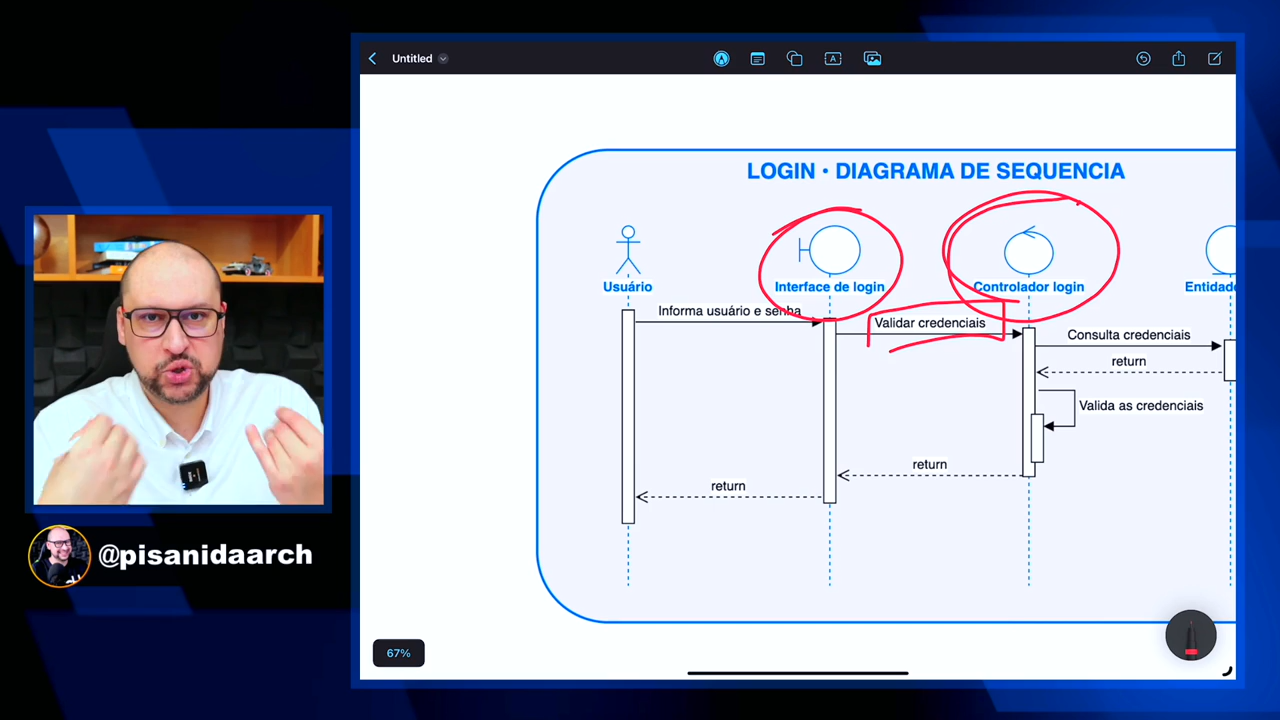 Untitled
A
LOGIN • DIAGRAMA DE SEQUENCIA
Usuário
Interface de login
Controlador login
Entidade
Informa usuário e senha
Validar credenciais
Consulta credenciais
return
Valida as credenciais
return
return
@pisanidaarch
67%